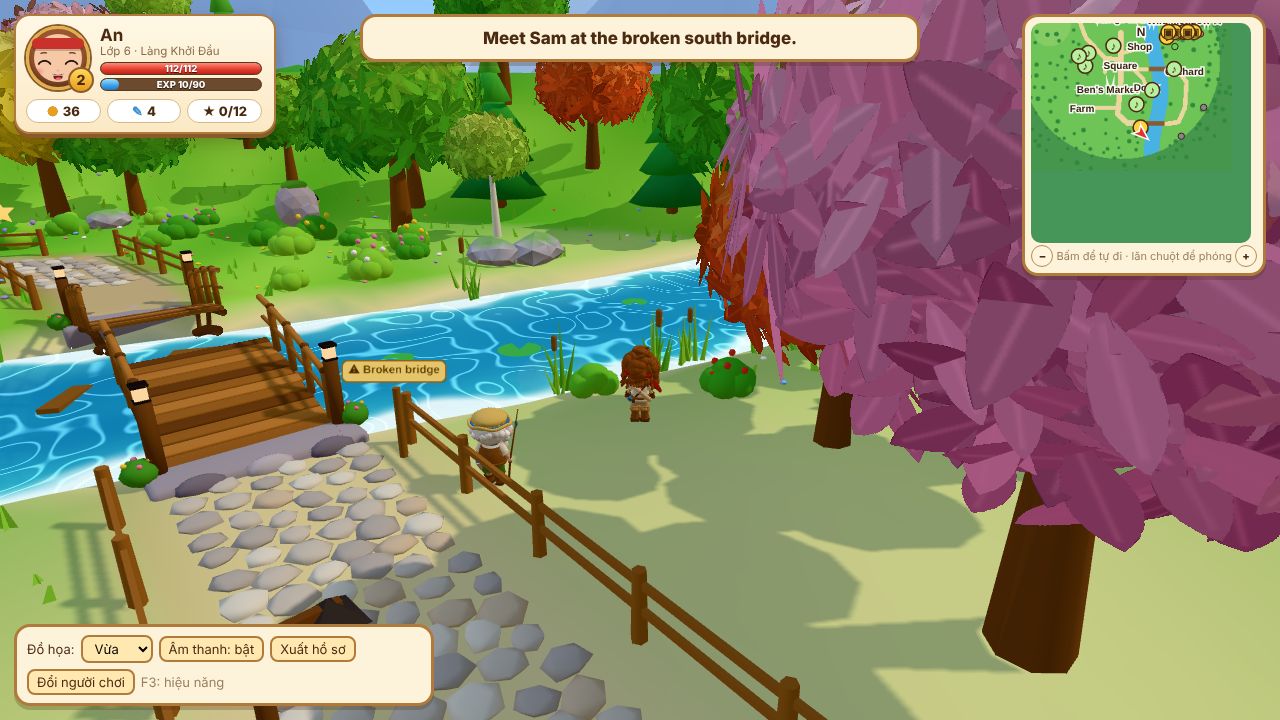 An
Lớp 6 · Làng Khởi Đầu
112/112
EXP 10/90
2
36
4
★ 0/12
Meet Sam at the broken south bridge.
N
Shop
Square
Ben's Marke
Farm
− Bấm để tự đi · lăn chuột để phóng +
⚠ Broken bridge
Đồ họa: Vừa Âm thanh: bật Xuất hồ sơ
Đổi người chơi F3: hiệu năng